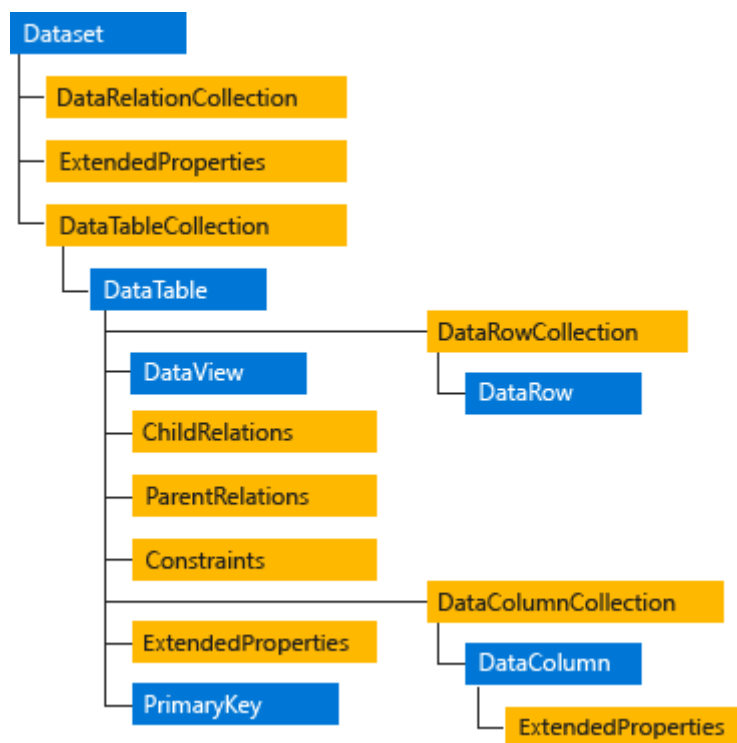 Dataset
DataRelationCollection
ExtendedProperties
DataTableCollection
DataTable
DataRowCollection
DataView
DataRow
ChildRelations
ParentRelations
Constraints
DataColumnCollection
ExtendedProperties
DataColumn
PrimaryKey
ExtendedProperties